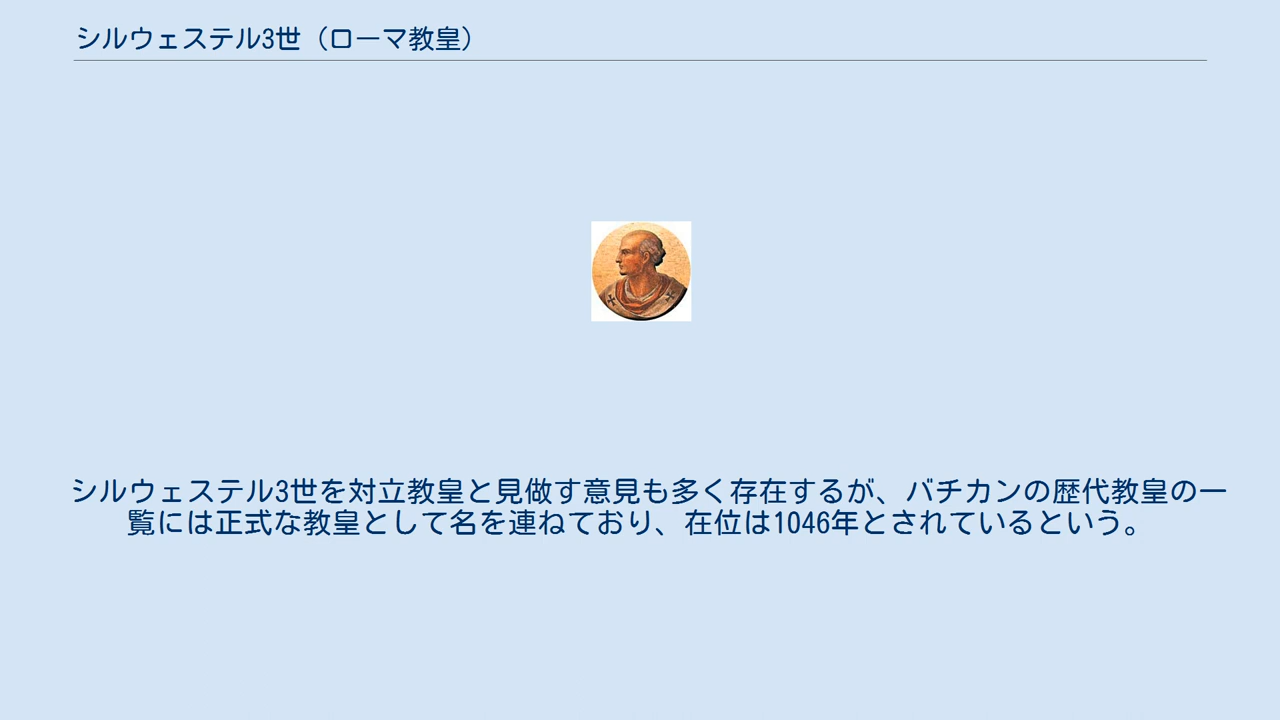 シルウェステル3世（ローマ教皇）
シルウェステル3世を対立教皇と見做す意見も多く存在するが、バチカンの歴代教皇の一
覧には正式な教皇として名を連ねており、在位は1046年とされているという。